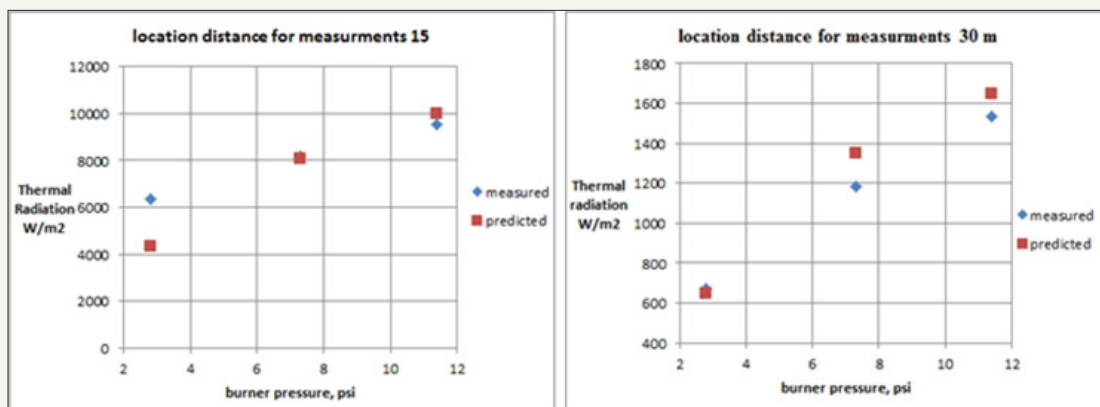 location distance for measurments 15
12000
10000
8000
6000
4000
2000
0
Thermal
Radiation
W/m2
measured
predicted
2 4 6 8 10 12
burner pressure, psi
location distance for measurments 30 m
1800
1600
1400
1200
1000
800
600
400
Thermal
radiation
W/m2
measured
predicted
2 4 6 8 10 12
burner pressure, psi